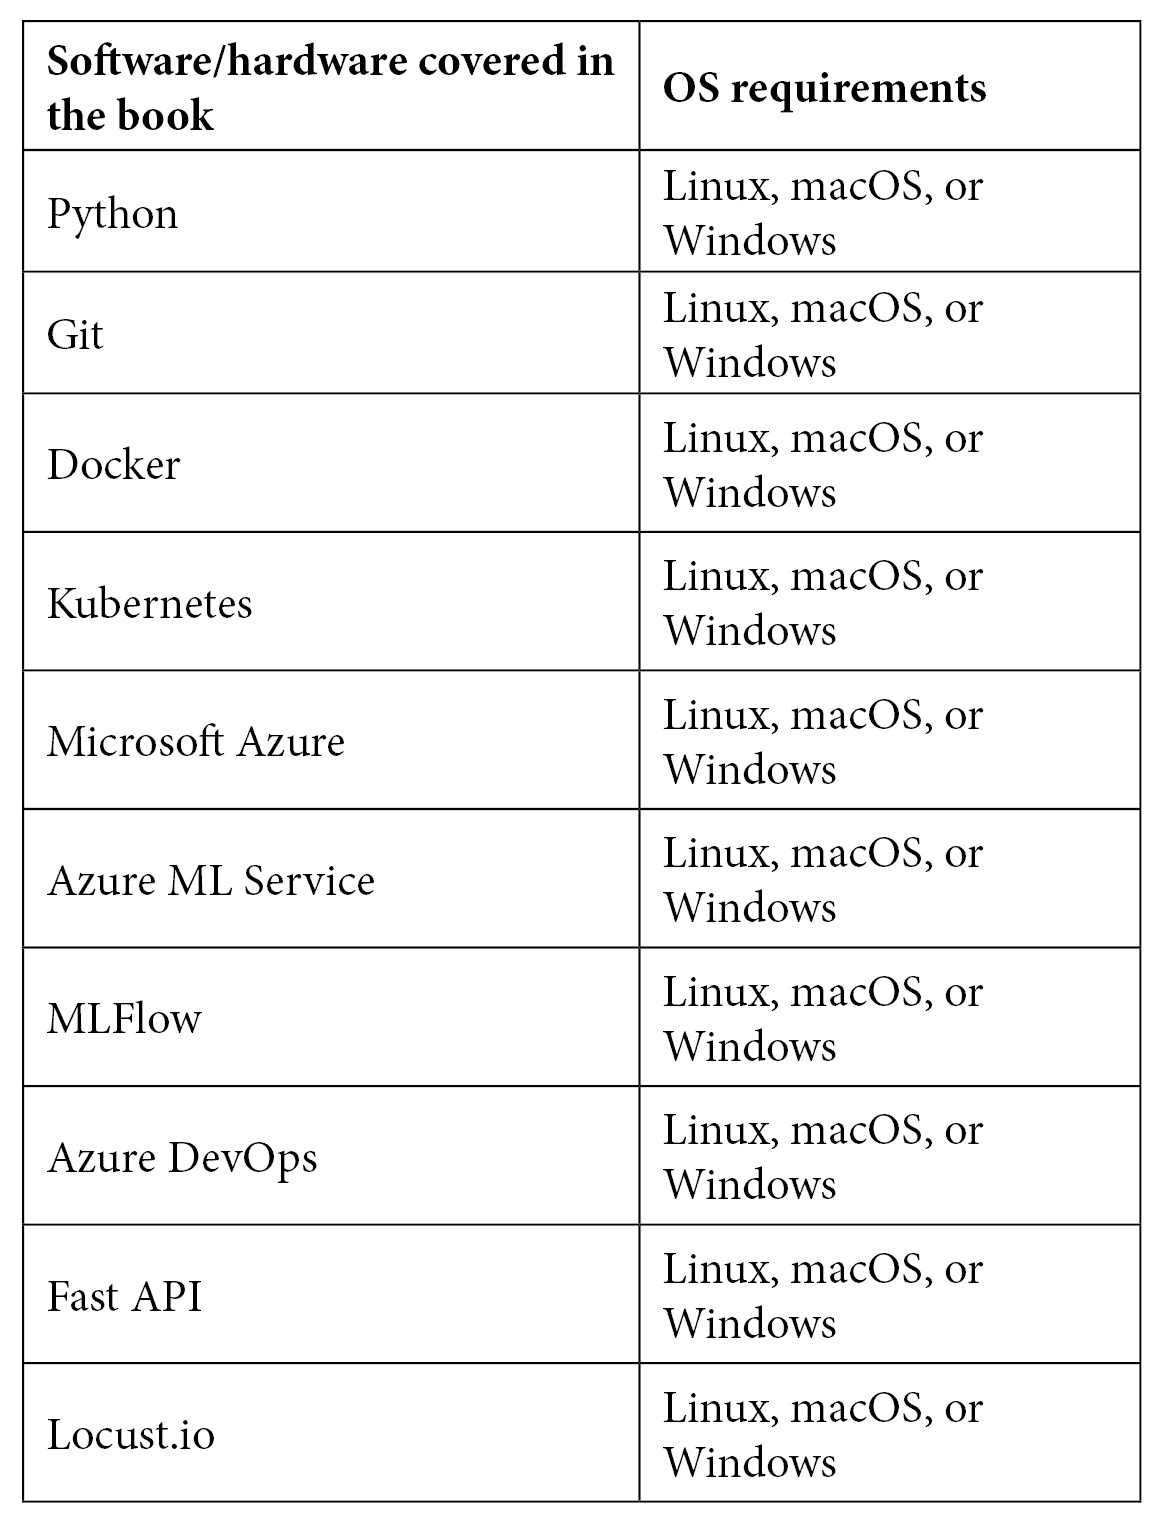 Software/hardware covered in
the book
OS requirements
Python
Linux, macOS, or
Windows
Git
Linux, macOS, or
Windows
Docker
Linux, macOS, or
Windows
Kubernetes
Linux, macOS, or
Windows
Microsoft Azure
Linux, macOS, or
Windows
Azure ML Service
Linux, macOS, or
Windows
MLFlow
Linux, macOS, or
Windows
Azure DevOps
Linux, macOS, or
Windows
Fast API
Linux, macOS, or
Windows
Locust.io
Linux, macOS, or
Windows